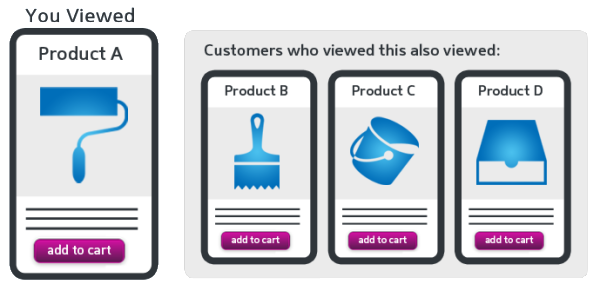 You Viewed
Product A
add to cart
Customers who viewed this also viewed:
Product B
add to cart
Product C
add to cart
Product D
add to cart